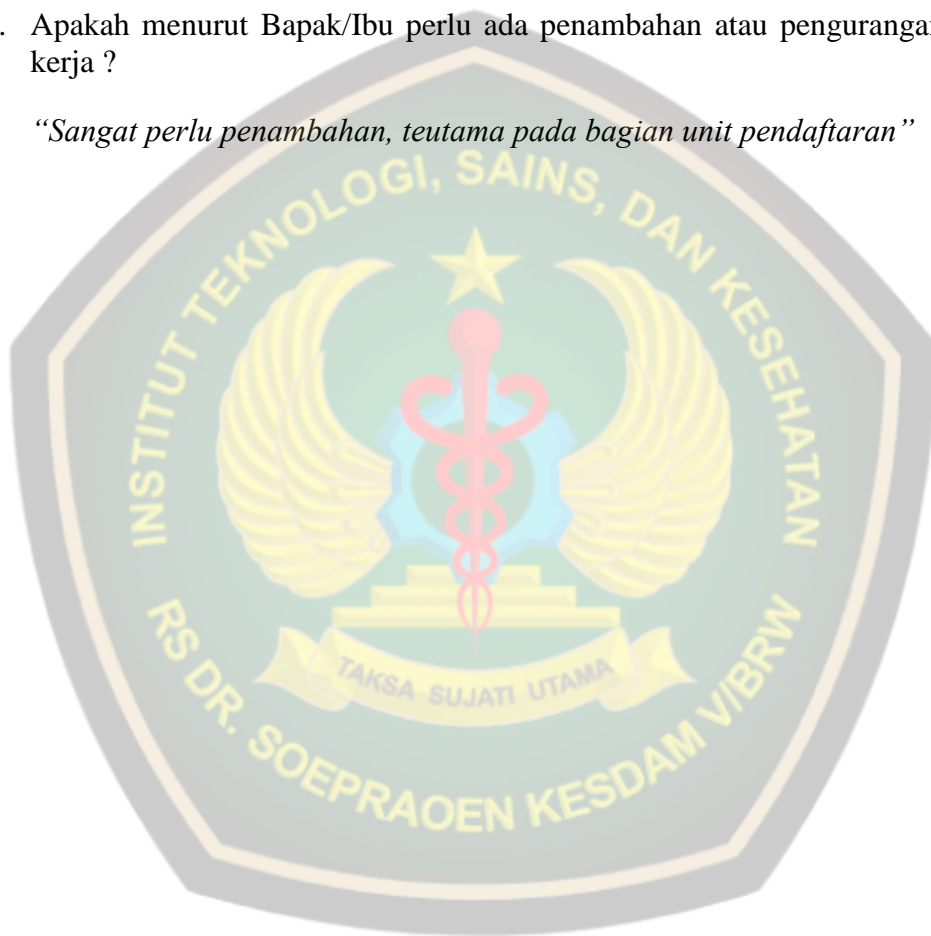 . Apakah menurut Bapak/Ibu perlu ada penambahan atau pengurangan
kerja ?
“Sangat perlu penambahan, teutama pada bagian unit pendaftaran”
INSTITUT TEKNOLOGI, SAINS, DAN KESEHATAN
TAKSA SUJATI UTAMA
RS DR. SOEPRAOEN KESDAM V/BRW